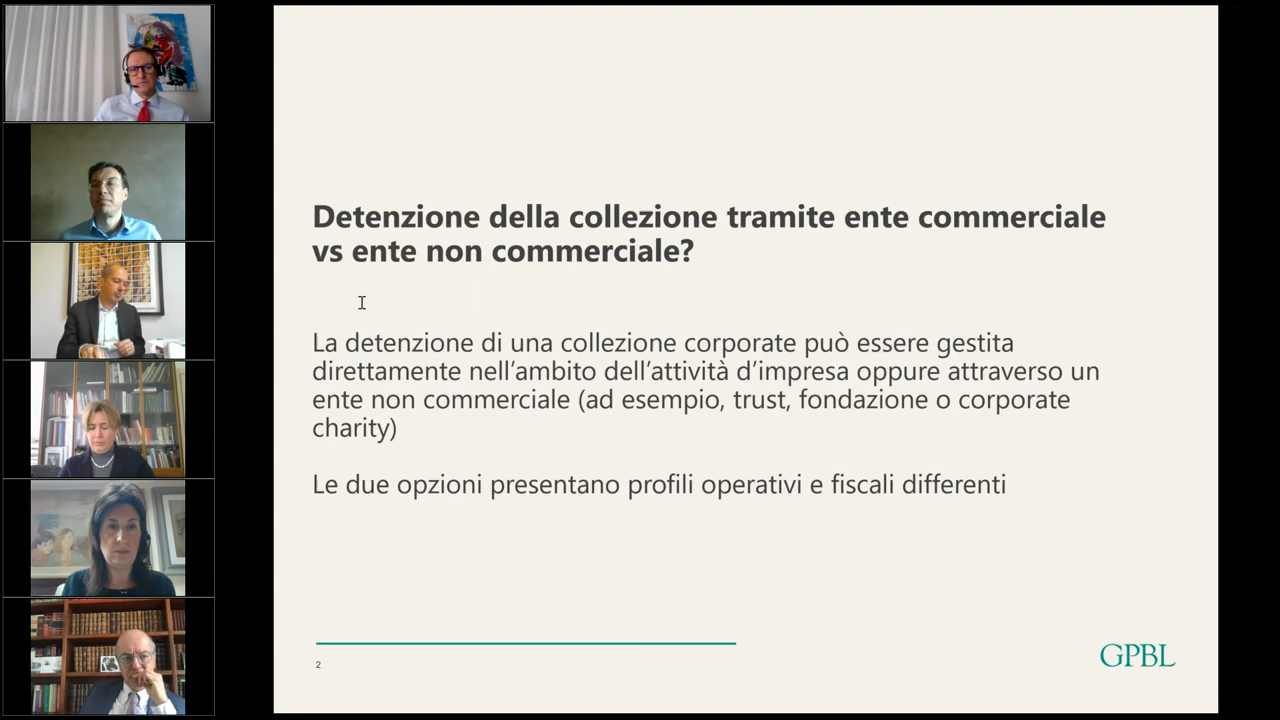 Detenzione della collezione tramite ente commerciale
vs ente non commerciale?
La detenzione di una collezione corporate può essere gestita
direttamente nell’ambito dell’attività d’impresa oppure attraverso un
ente non commerciale (ad esempio, trust, fondazione o corporate
charity)
Le due opzioni presentano profili operativi e fiscali differenti
2
GPBL